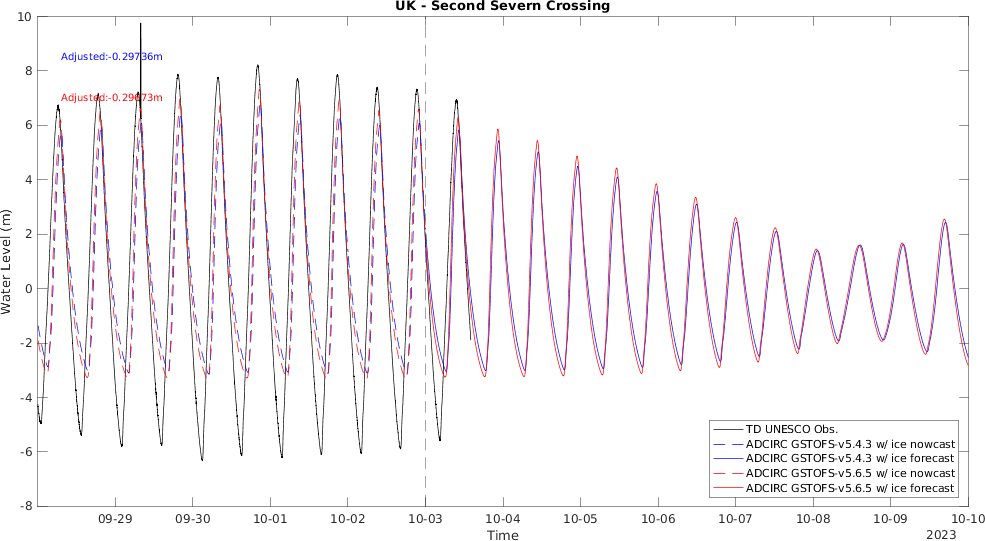 UK - Second Severn Crossing
10
8
6
4
2
0
-2
-4
-6
-8
Water Level (m)
Adjusted:-0.29736m
Adjusted:-0.29673m
TD UNESCO Obs.
ADCIRC GSTOFS-v5.4.3 w/ ice nowcast
ADCIRC GSTOFS-v5.4.3 w/ ice forecast
ADCIRC GSTOFS-v5.6.5 w/ ice nowcast
ADCIRC GSTOFS-v5.6.5 w/ ice forecast
09-29 09-30 10-01 10-02 10-03 10-04 10-05 10-06 10-07 10-08 10-09 10-10
Time
2023